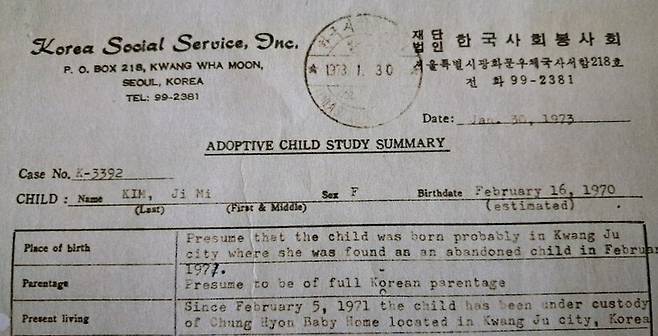 Korea Social Service, Inc.
P. O. BOX 218, KWANG WHA MOON,
SEOUL, KOREA
TEL: 99-2381
1973. 1. 30
재단법인 한국사회봉사회
서울특별시광화문우체국사서함218호
전 화 99-2381
Date: Jan. 30, 1973
ADOPTIVE CHILD STUDY SUMMARY
Case No. K-3392
CHILD : Name KIM, Ji Mi Sex F Birthdate February 16, 1970
(Last) (First & Middle) (estimated)
Place of birth
Presume that the child was born probably in Kwang Ju
city where she was found as an abandoned child in Februar
1971.
Parentage
Presume to be of full Korean parentage
Present living
Since February 5, 1971 the child has been under custody
of Chung Hyon Baby Home located in Kwang Ju city, Korea